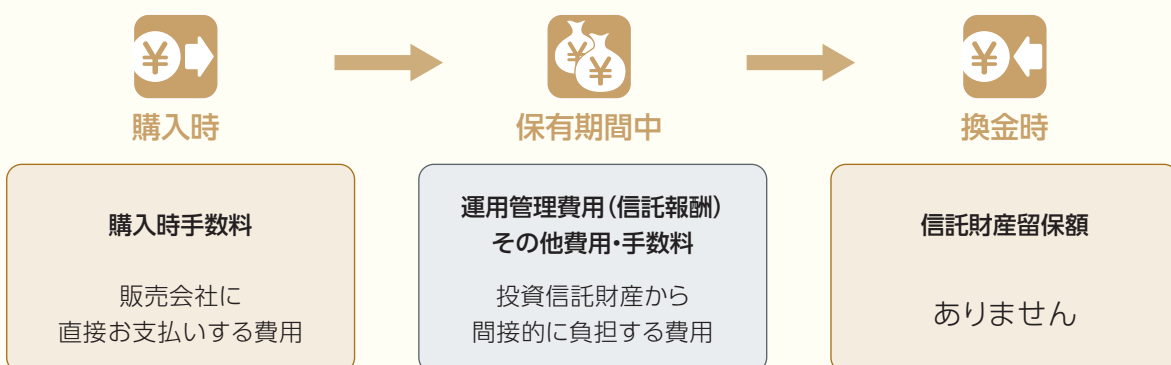 購入時
保有期間中
換金時
購入時手数料
販売会社に
直接お支払いする費用
運用管理費用(信託報酬)
その他費用・手数料
投資信託財産から
間接的に負担する費用
信託財産留保額
ありません